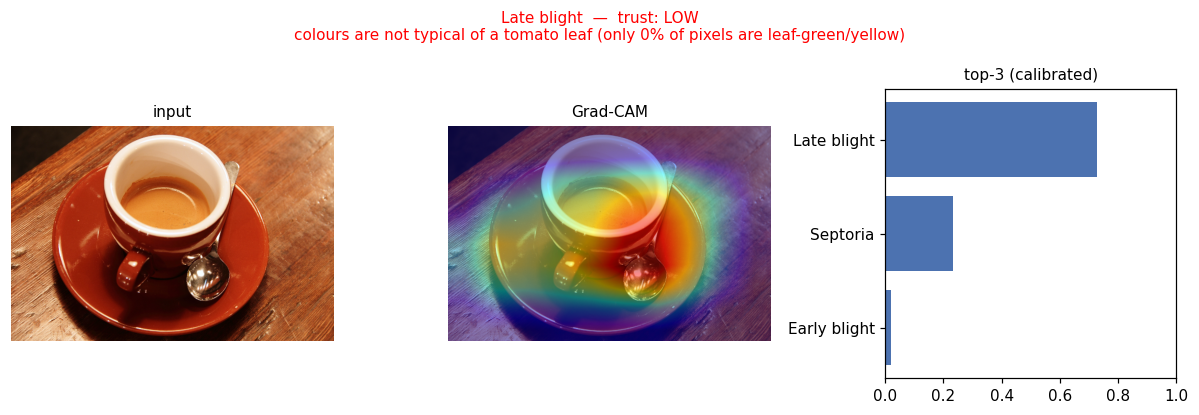 Late blight  —  trust: LOW
colours are not typical of a tomato leaf (only 0% of pixels are leaf-green/yellow)
input
Grad-CAM
top-3 (calibrated)
Late blight
Septoria
Early blight
0.0 0.2 0.4 0.6 0.8 1.0